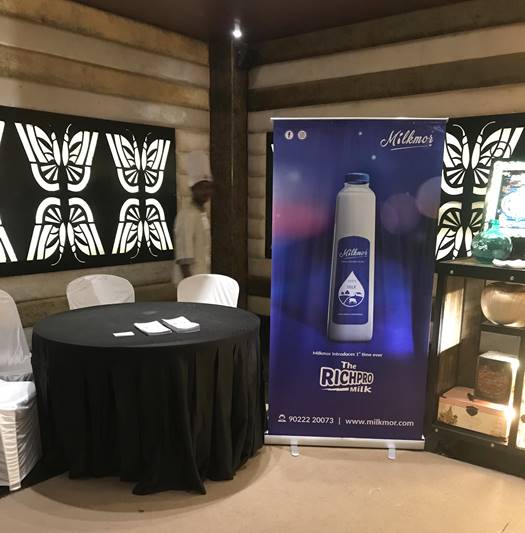 Milkmor
Milkmor
MILK
Milkmor Introduces 1st time ever
The
RICHPRO
Milk
90222 20073 | www.milkmor.com